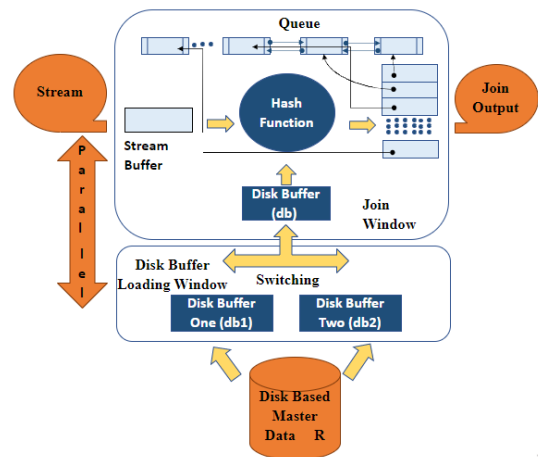 Queue
Stream
Hash
Function
Join
Output
Stream
Buffer
Parallel
Disk Buffer
(db)
Join
Window
Disk Buffer
Loading Window
Switching
Disk Buffer
One (db1)
Disk Buffer
Two (db2)
Disk Based
Master
Data R